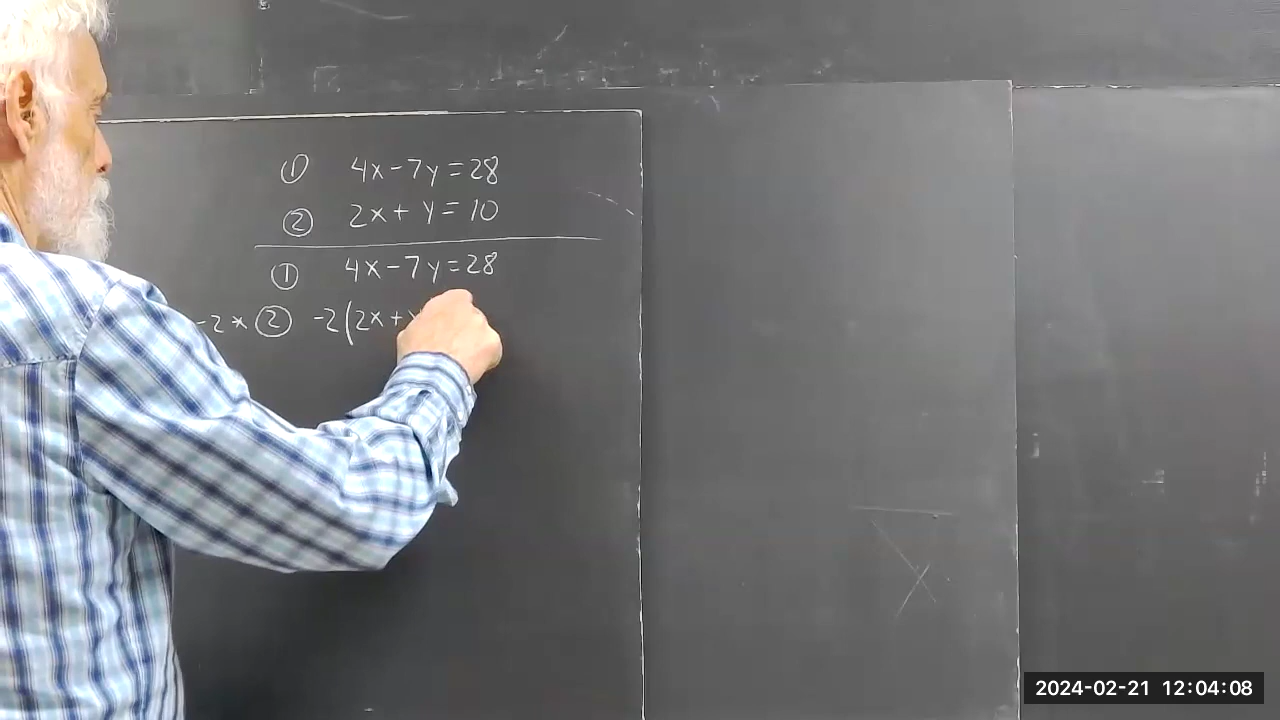 ① 4x-7y=28
② 2x+y=10
① 4x-7y=28
-2* ② -2(2x+y
2024-02-21 12:04:08